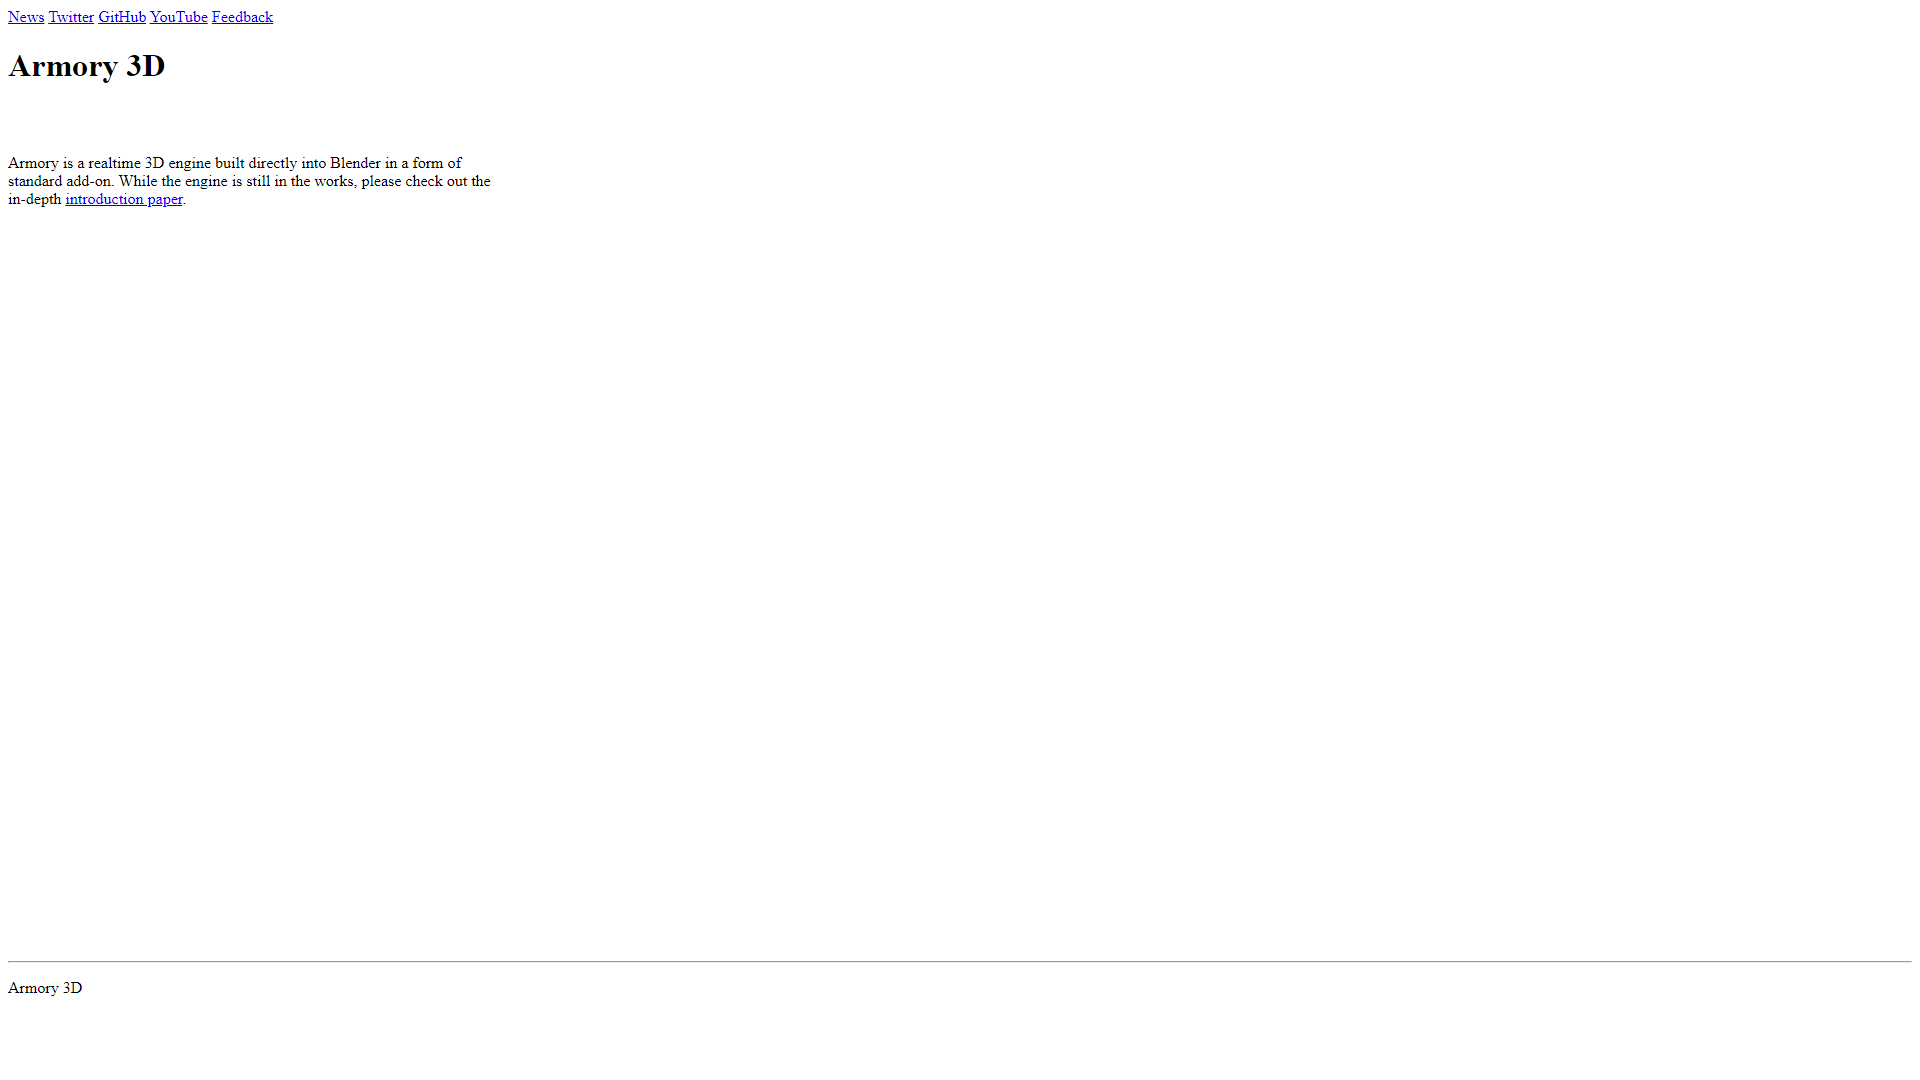 News Twitter GitHub YouTube Feedback
Armory 3D
Armory is a realtime 3D engine built directly into Blender in a form of
standard add-on. While the engine is still in the works, please check out the
in-depth introduction paper.
Armory 3D